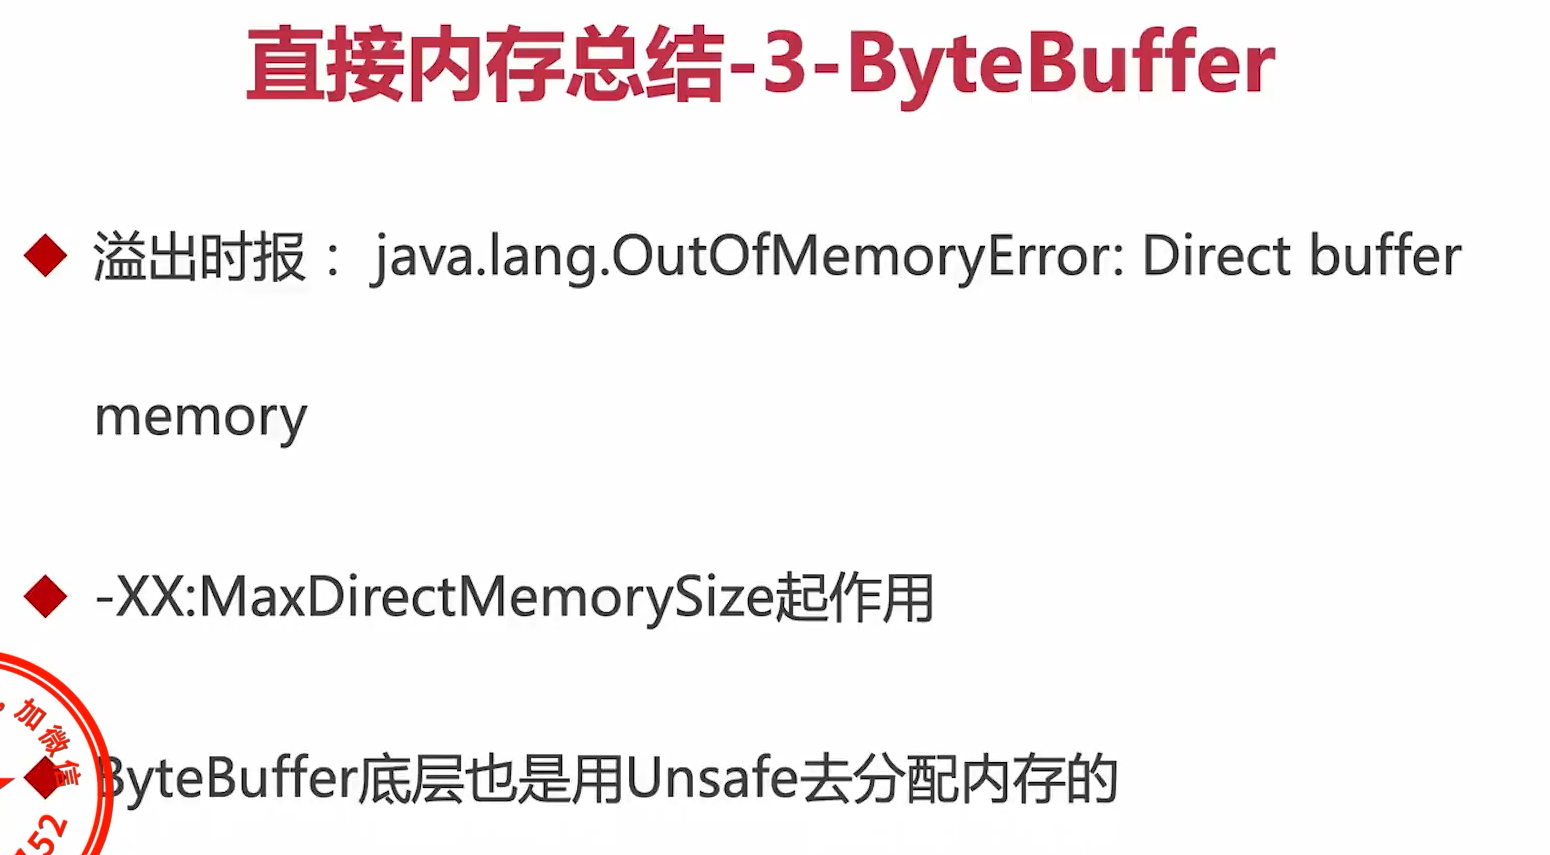 直接内存总结-3-ByteBuffer
溢出时报： java.lang.OutOfMemoryError: Direct buffer
memory
-XX:MaxDirectMemorySize起作用
ByteBuffer底层也是用Unsafe去分配内存的
加微信
152